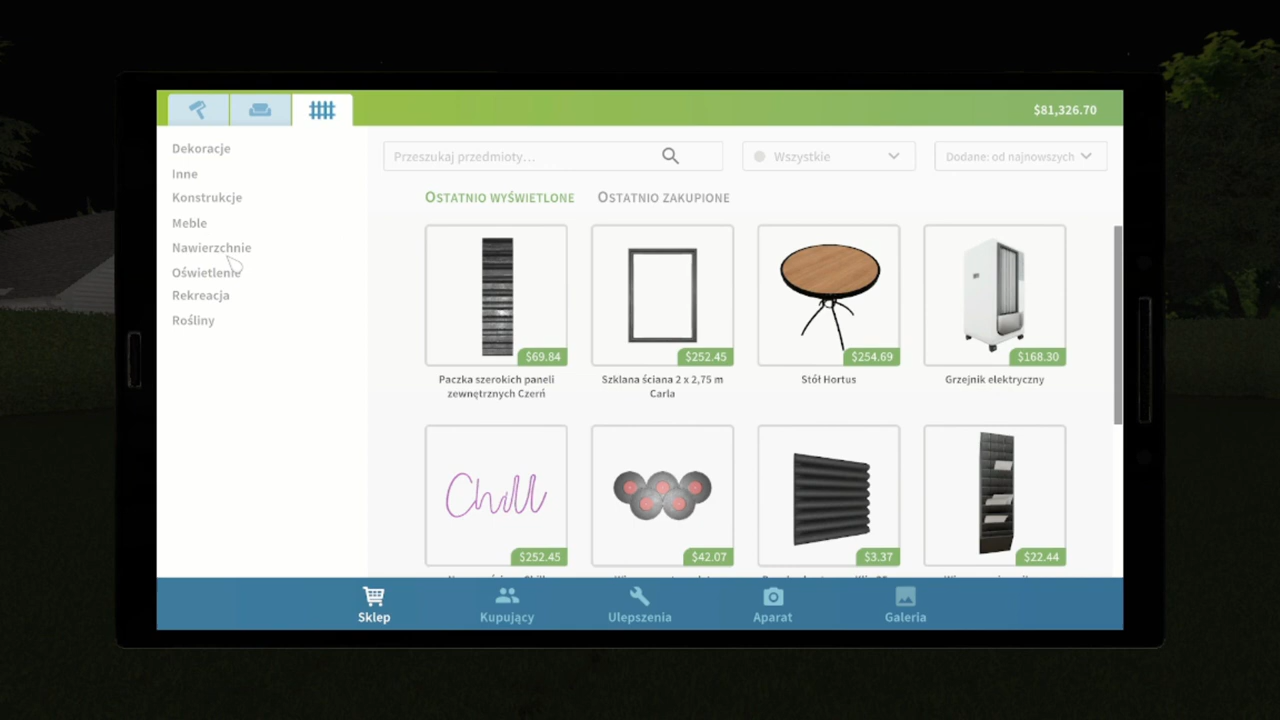 $81,326.70
Dekoracje
Inne
Konstrukcje
Meble
Nawierzchnie
Oświetlenie
Rekreacja
Rośliny
Przeszukaj przedmioty...
Wszystkie
Dodane: od najnowszych
OSTATNIO WYŚWIETLONE
OSTATNIO ZAKUPIONE
$69.84
$252.45
$254.69
$168.30
Paczka szerokich paneli
zewnętrznych Czerń
Szklana ściana 2 x 2,75 m
Carla
Stół Hortus
Grzejnik elektryczny
Chill
$252.45
$42.07
$3.37
$22.44
Sklep
Kupujący
Ulepszenia
Aparat
Galeria